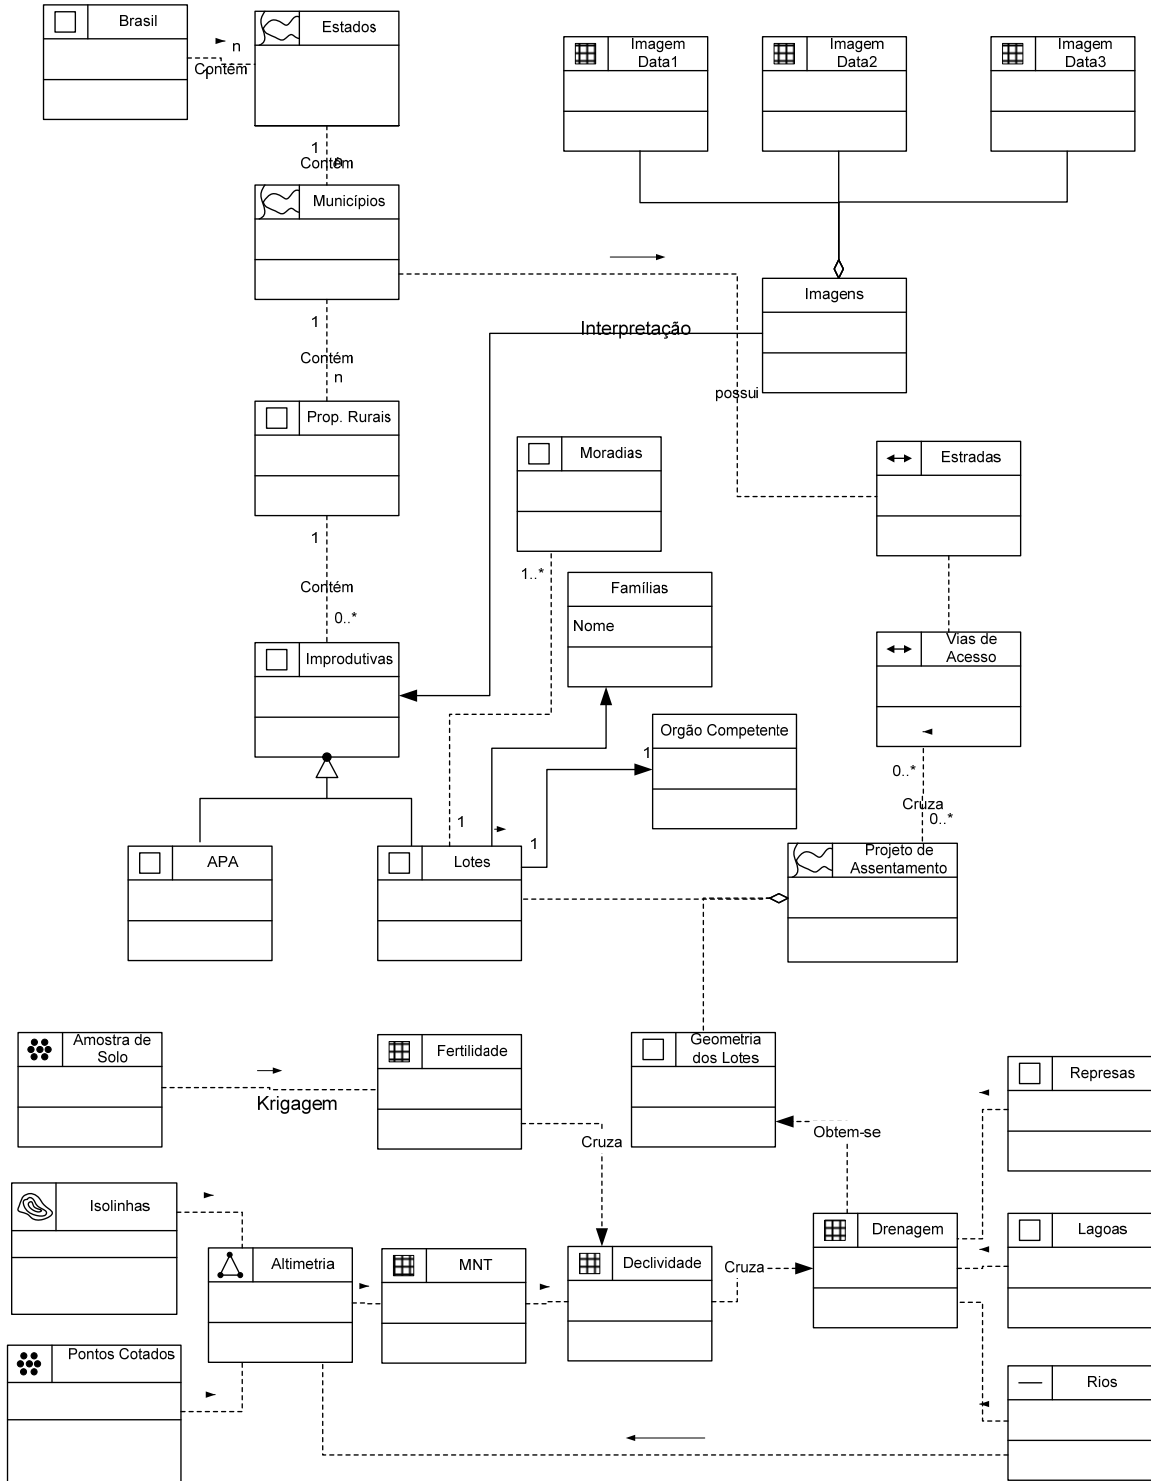 Brasil
n
Contém
Estados
1
n
Contém
Municípios
Imagem
Data1
Imagem
Data2
Imagem
Data3
Imagens
Interpretação
possui
1
Contém
n
Prop. Rurais
1
Contém
0..*
Improdutivas
Moradias
1..*
Famílias
Nome
Estradas
Vias de
Acesso
Orgão Competente
1
0..*
Cruza
0..*
1
1
APA
Lotes
Projeto de
Assentamento
Amostra de
Solo
Krigagem
Fertilidade
Cruza
Geometria
dos Lotes
Obtem-se
Represas
Isolinhas
Altimetria
MNT
Declividade
Cruza
Drenagem
Lagoas
Pontos Cotados
Rios